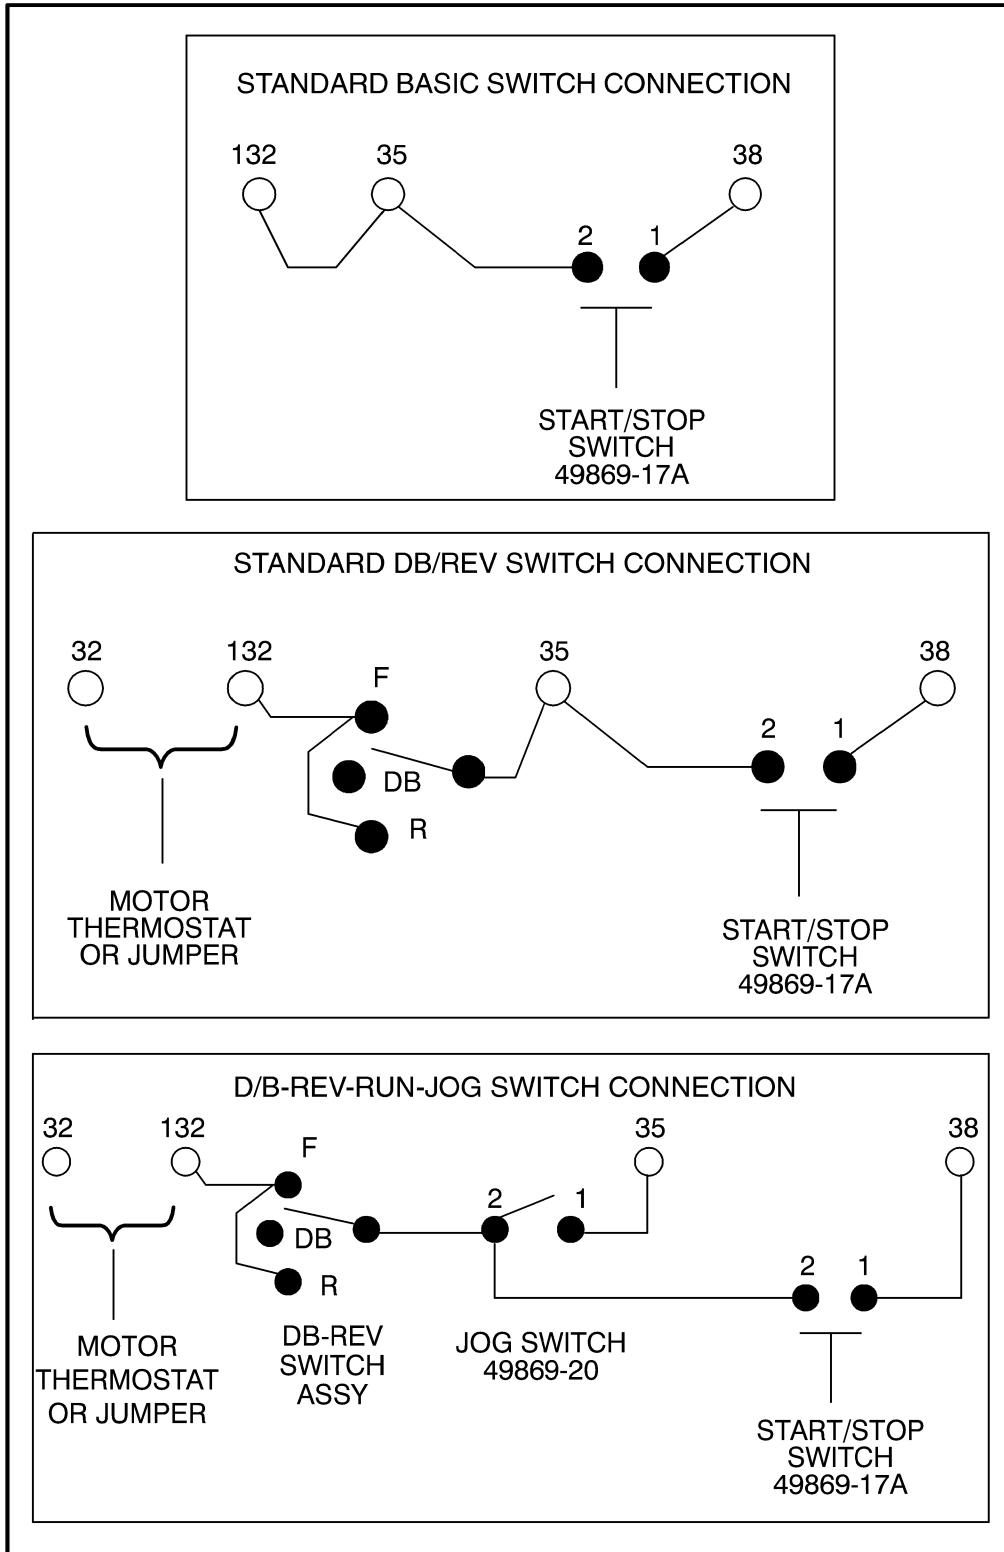 STANDARD BASIC SWITCH CONNECTION
132 35 38
2 1
START/STOP
SWITCH
49869-17A
STANDARD DB/REV SWITCH CONNECTION
32 132 35 38
F
2 1
DB
R
MOTOR
THERMOSTAT
OR JUMPER
START/STOP
SWITCH
49869-17A
D/B-REV-RUN-JOG SWITCH CONNECTION
32 132 35 38
F
2 1
DB
2 1
R
MOTOR
THERMOSTAT
OR JUMPER
DB-REV
SWITCH
ASSY
JOG SWITCH
49869-20
START/STOP
SWITCH
49869-17A